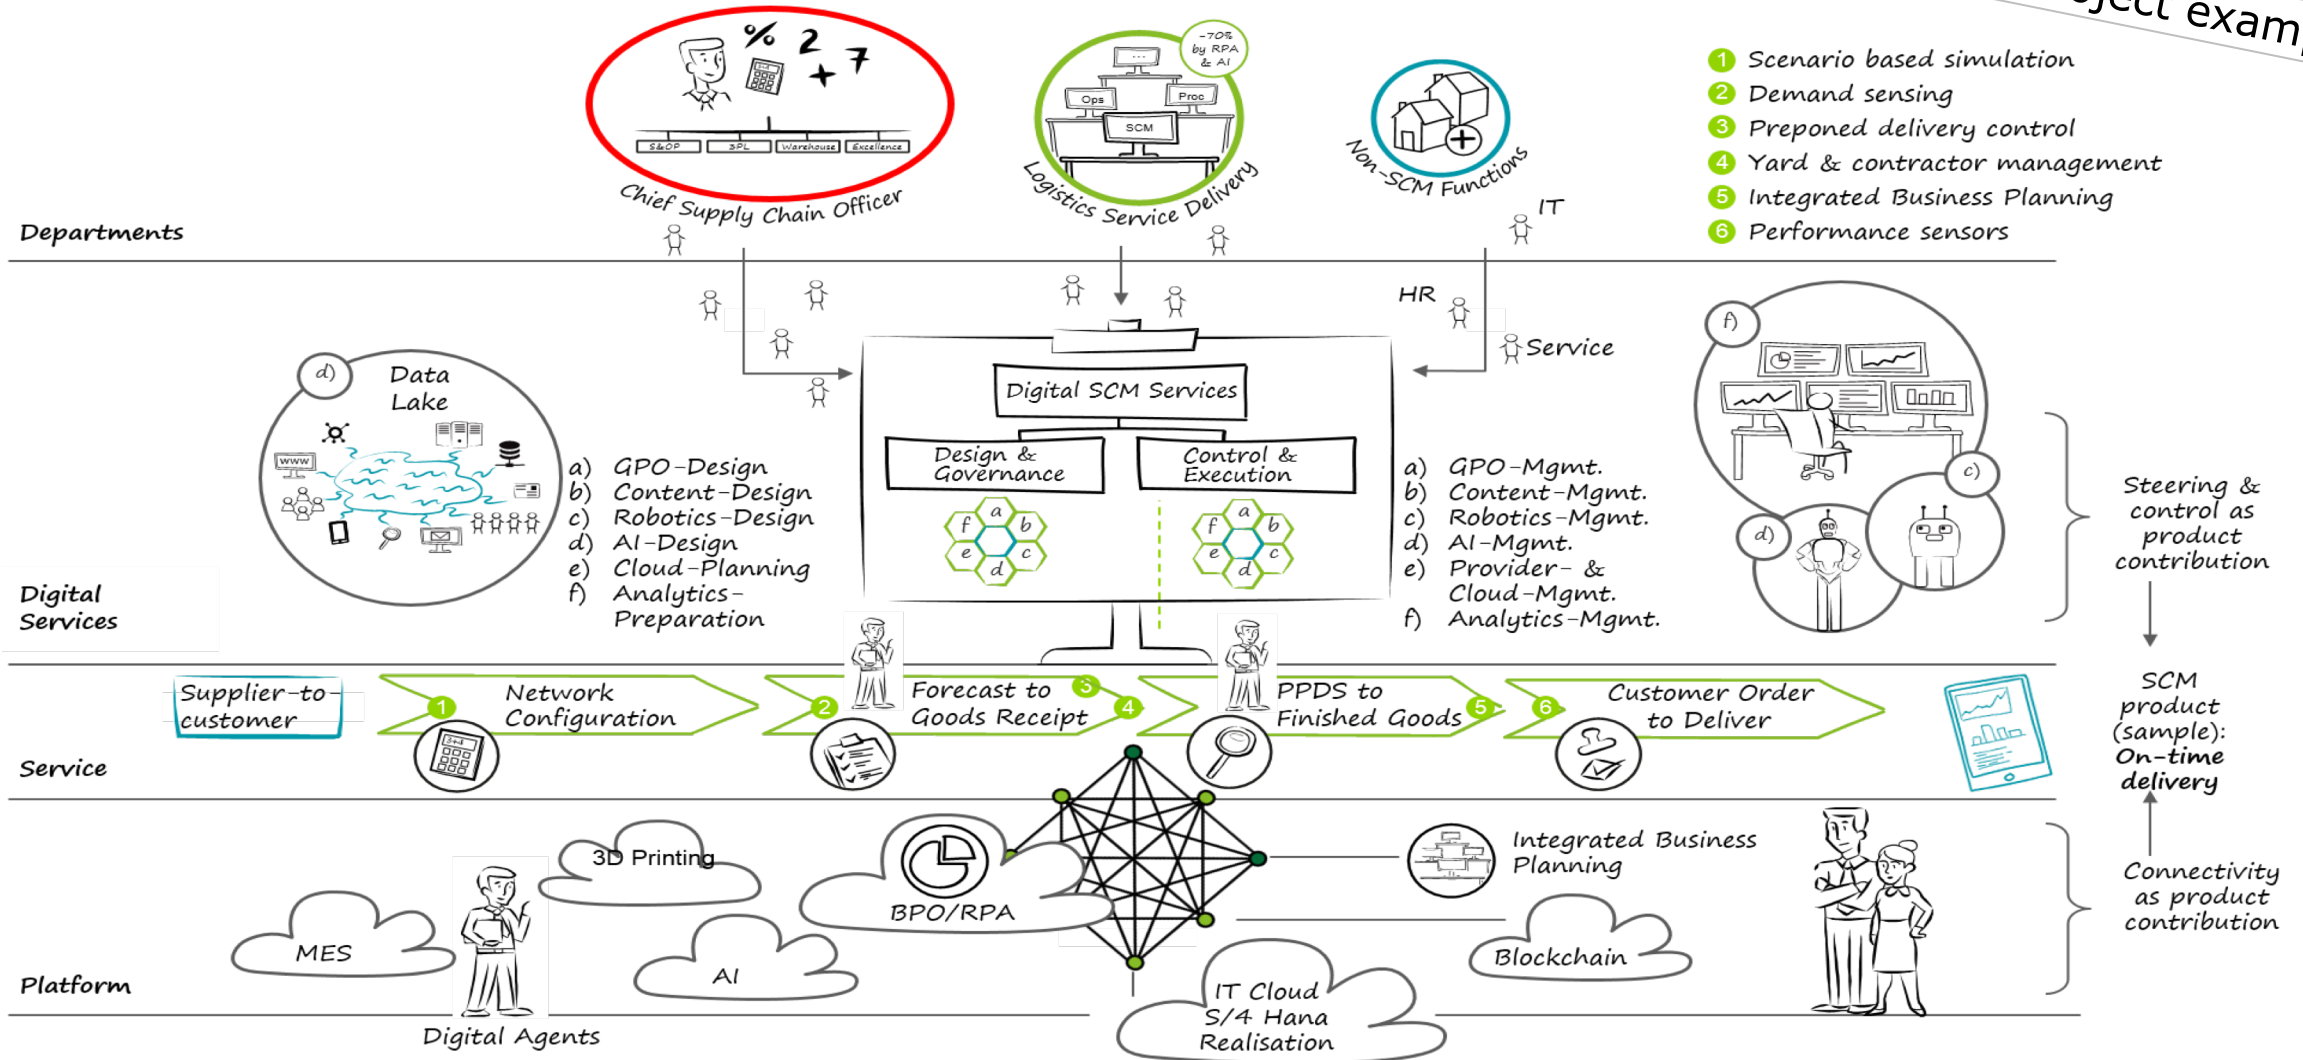 oject exam
% 2 + 7
S&OP
3PL
Warehouse
Excellence
Chief Supply Chain Officer
-70%
by RPA
& AI
...
Ops
Proc
SCM
Logistics Service Delivery
Non-SCM Functions
1 Scenario based simulation
2 Demand sensing
3 Preponed delivery control
4 Yard & contractor management
5 Integrated Business Planning
6 Performance sensors
Departments
IT
HR
Service
d)
Data
Lake
www
a) GPO-Design
b) Content-Design
c) Robotics-Design
d) AI-Design
e) Cloud-Planning
f) Analytics-
Preparation
Digital SCM Services
Design &
Governance
Control &
Execution
a
b
c
d
e
f
a
b
c
d
e
f
a) GPO-Mgmt.
b) Content-Mgmt.
c) Robotics-Mgmt.
d) AI-Mgmt.
e) Provider- &
Cloud-Mgmt.
f) Analytics-Mgmt.
f)
c)
d)
Steering &
control as
product
contribution
Digital
Services
Supplier-to-
customer
1
Network
Configuration
2
Forecast to
Goods Receipt
3
4
PPDS to
Finished Goods
5
6
Customer Order
to Deliver
SCM
product
(sample):
On-time
delivery
Service
3D Printing
MES
AI
BPO/RPA
Integrated Business
Planning
Blockchain
IT Cloud
S/4 Hana
Realisation
Connectivity
as product
contribution
Platform
Digital Agents